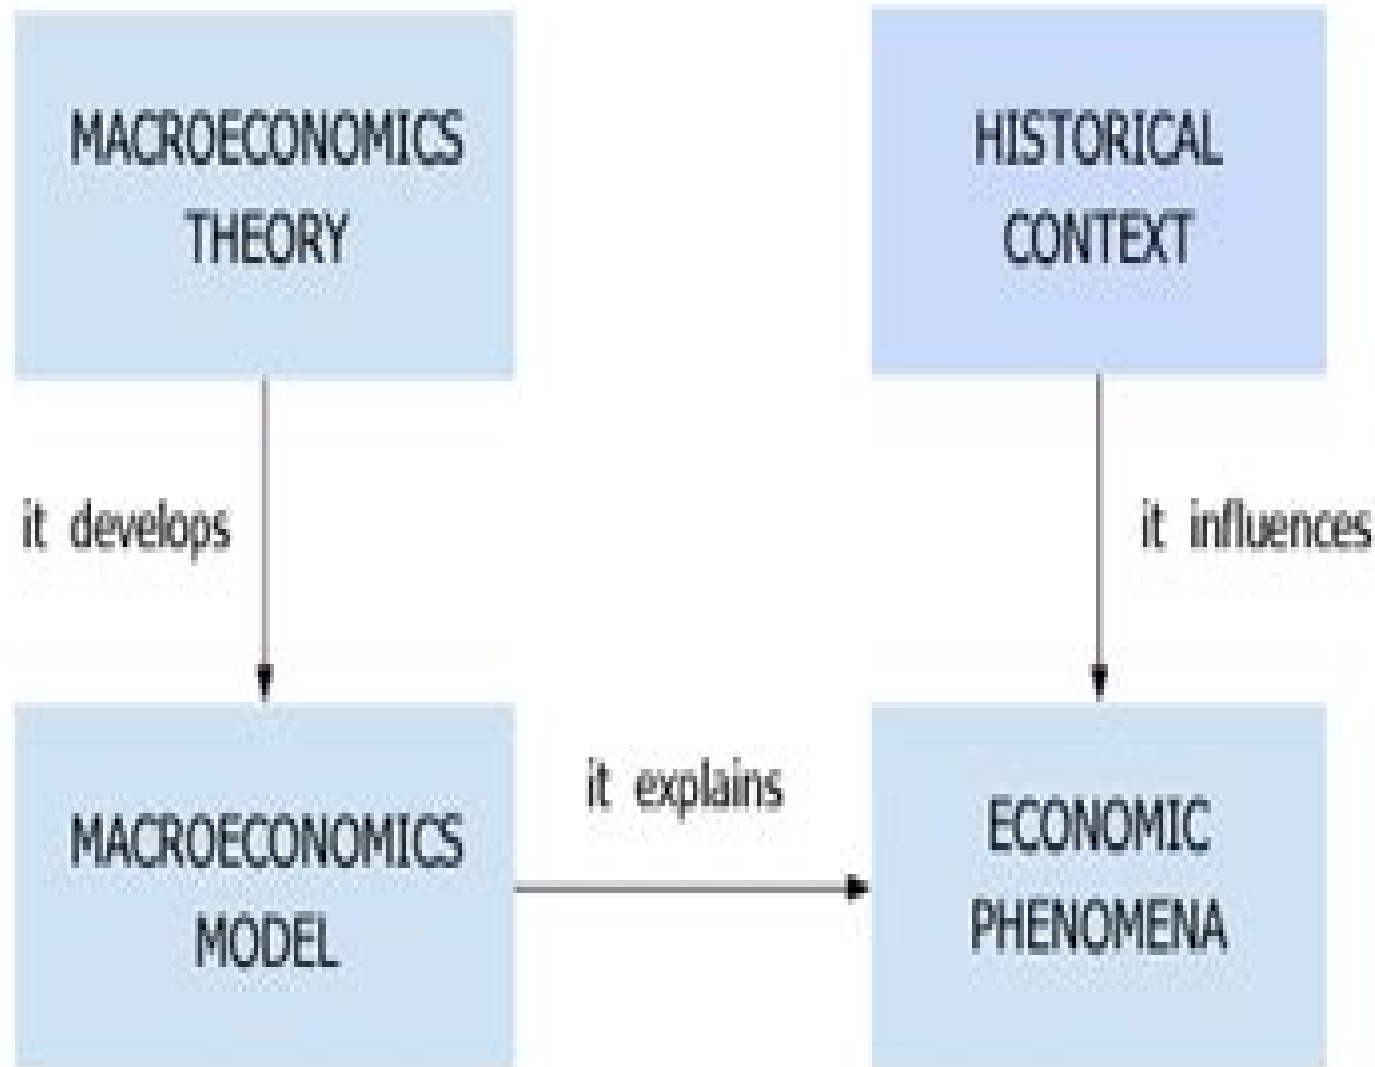 MACROECONOMICS
THEORY
HISTORICAL
CONTEXT
it develops
it influences
MACROECONOMICS
MODEL
it explains
ECONOMIC
PHENOMENA